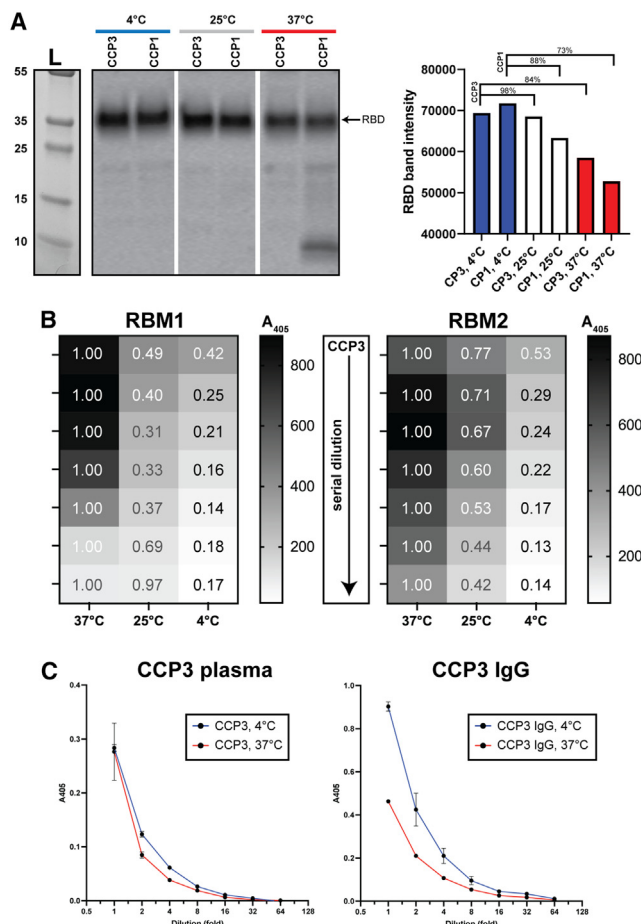 A
4°C 25°C 37°C
L CCP3 CCP1 CCP3 CCP1 CCP3 CCP1
55
35
25
15
10
RBD
CCP3 CCP1
73%
88%
84%
98%
RBD band intensity
80000
70000
60000
50000
40000
CP3, 4°C
CP1, 4°C
CP3, 25°C
CP1, 25°C
CP3, 37°C
CP1, 37°C
B
RBM1 A405 RBM2 A405
1.00 0.49 0.42
1.00 0.40 0.25
1.00 0.31 0.21
1.00 0.33 0.16
1.00 0.37 0.14
1.00 0.69 0.18
1.00 0.97 0.17
37°C 25°C 4°C
800
600
400
200
CCP3
serial dilution
1.00 0.77 0.53
1.00 0.71 0.29
1.00 0.67 0.24
1.00 0.60 0.22
1.00 0.53 0.17
1.00 0.44 0.13
1.00 0.42 0.14
37°C 25°C 4°C
800
600
400
200
C
CCP3 plasma
CCP3, 4°C
CCP3, 37°C
A405
0.4
0.3
0.2
0.1
0.0
0.5 1 2 4 8 16 32 64 128
Dilution (fold)
CCP3 IgG
CCP3 IgG, 4°C
CCP3 IgG, 37°C
A405
1.0
0.8
0.6
0.4
0.2
0.0
0.5 1 2 4 8 16 32 64 128
Dilution (fold)